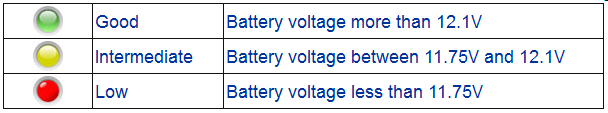 Good Battery voltage more than 12.1V
Intermediate Battery voltage between 11.75V and 12.1V
Low Battery voltage less than 11.75V